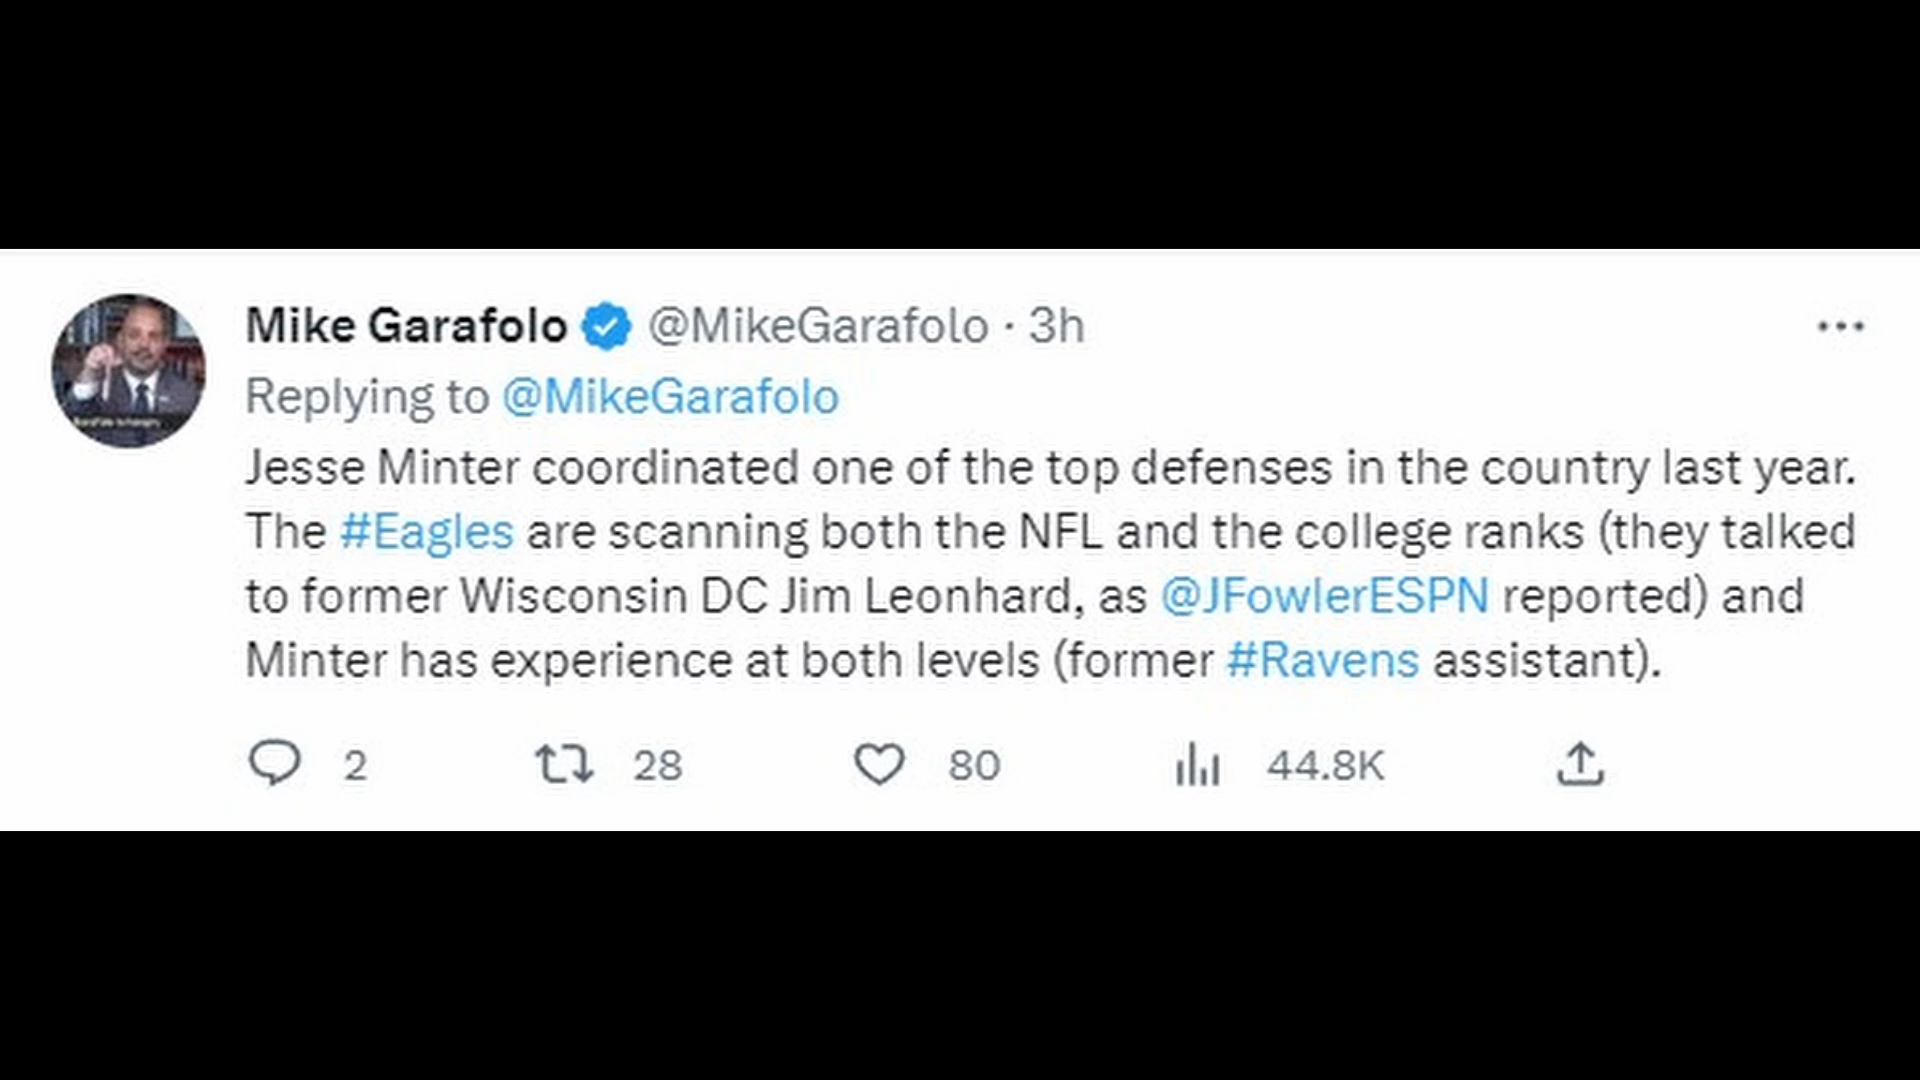 Mike Garafolo @MikeGarafolo · 3h
Replying to @MikeGarafolo
Jesse Minter coordinated one of the top defenses in the country last year.
The #Eagles are scanning both the NFL and the college ranks (they talked
to former Wisconsin DC Jim Leonhard, as @JFowlerESPN reported) and
Minter has experience at both levels (former #Ravens assistant).
2 28 80 44.8K